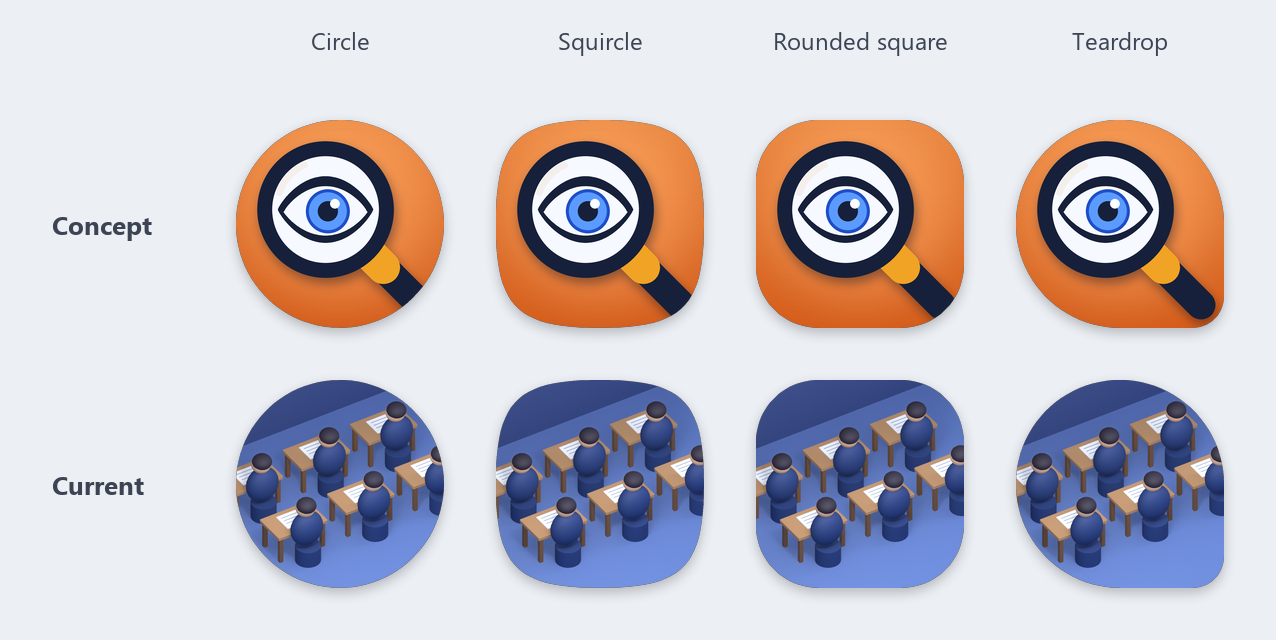 Circle
Squircle
Rounded square
Teardrop
Concept
Current